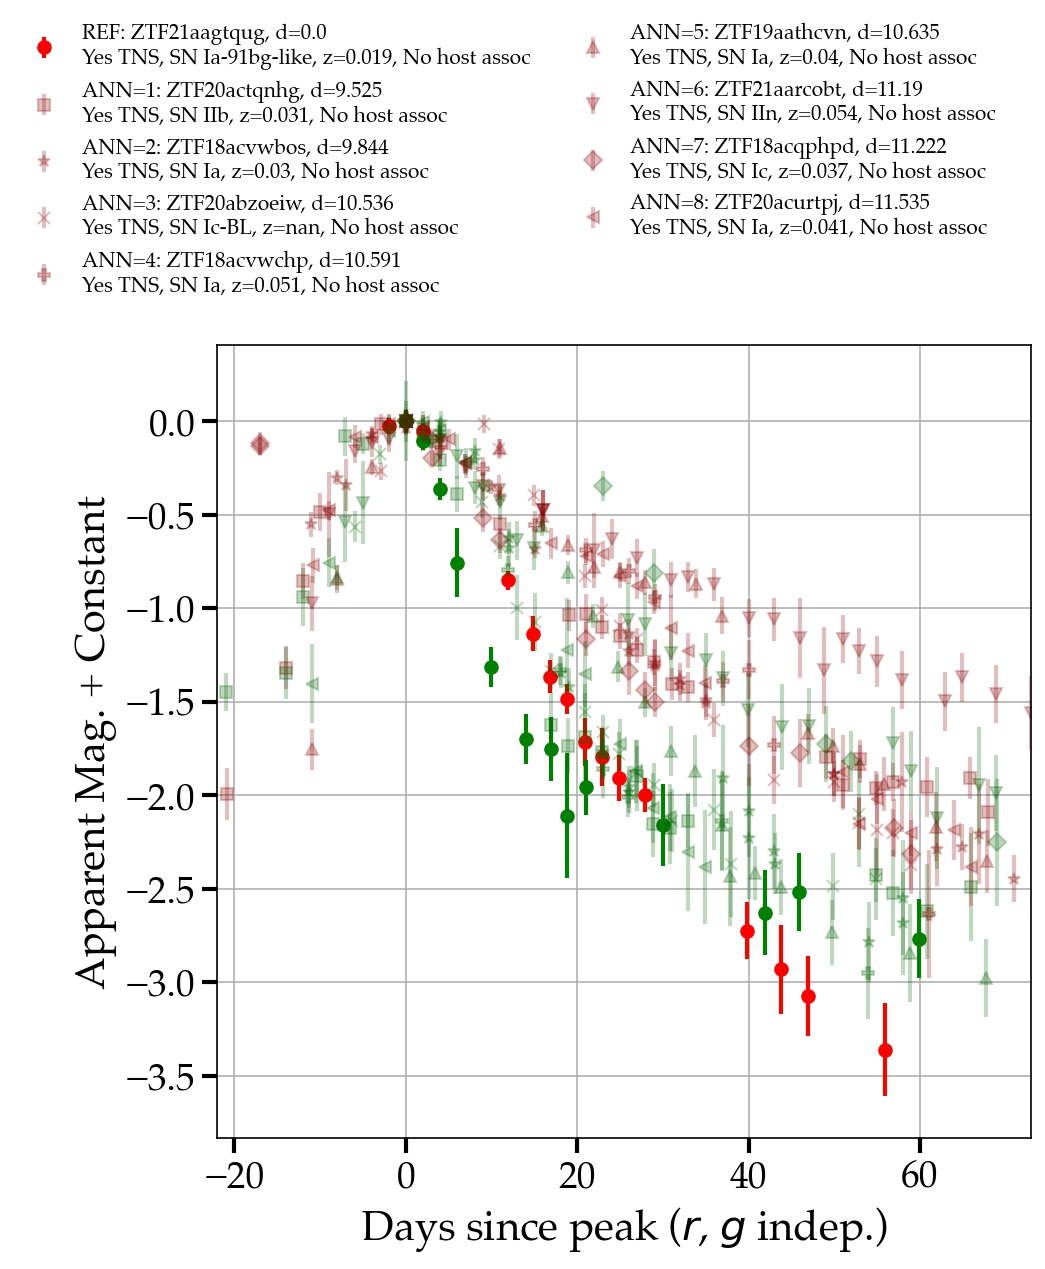 REF: ZTF21aagtqug, d=0.0
Yes TNS, SN Ia-91bg-like, z=0.019, No host assoc
ANN=1: ZTF20actqnhg, d=9.525
Yes TNS, SN IIb, z=0.031, No host assoc
ANN=2: ZTF18acvwbos, d=9.844
Yes TNS, SN Ia, z=0.03, No host assoc
ANN=3: ZTF20abzoeiw, d=10.536
Yes TNS, SN Ic-BL, z=nan, No host assoc
ANN=4: ZTF18acvwchp, d=10.591
Yes TNS, SN Ia, z=0.051, No host assoc
ANN=5: ZTF19aathcvn, d=10.635
Yes TNS, SN Ia, z=0.04, No host assoc
ANN=6: ZTF21aarcobt, d=11.19
Yes TNS, SN IIn, z=0.054, No host assoc
ANN=7: ZTF18acqphpd, d=11.222
Yes TNS, SN Ic, z=0.037, No host assoc
ANN=8: ZTF20acurtpj, d=11.535
Yes TNS, SN Ia, z=0.041, No host assoc
Apparent Mag. + Constant
0.0
−0.5
−1.0
−1.5
−2.0
−2.5
−3.0
−3.5
−20 0 20 40 60
Days since peak (r, g indep.)